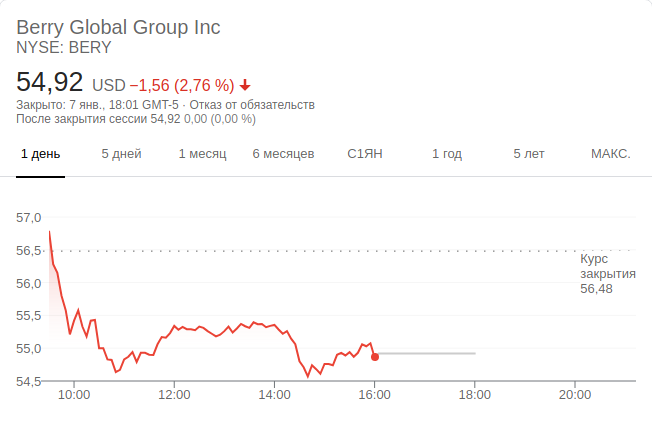 Berry Global Group Inc
NYSE: BERY
54,92 USD −1,56 (2,76 %)
Закрыто: 7 янв., 18:01 GMT-5 · Отказ от обязательств
После закрытия сессии 54,92 0,00 (0,00 %)
1 день 5 дней 1 месяц 6 месяцев С1ЯН 1 год 5 лет МАКС.
57,0
56,5
Курс
закрытия
56,48
56,0
55,5
55,0
54,5
10:00 12:00 14:00 16:00 18:00 20:00